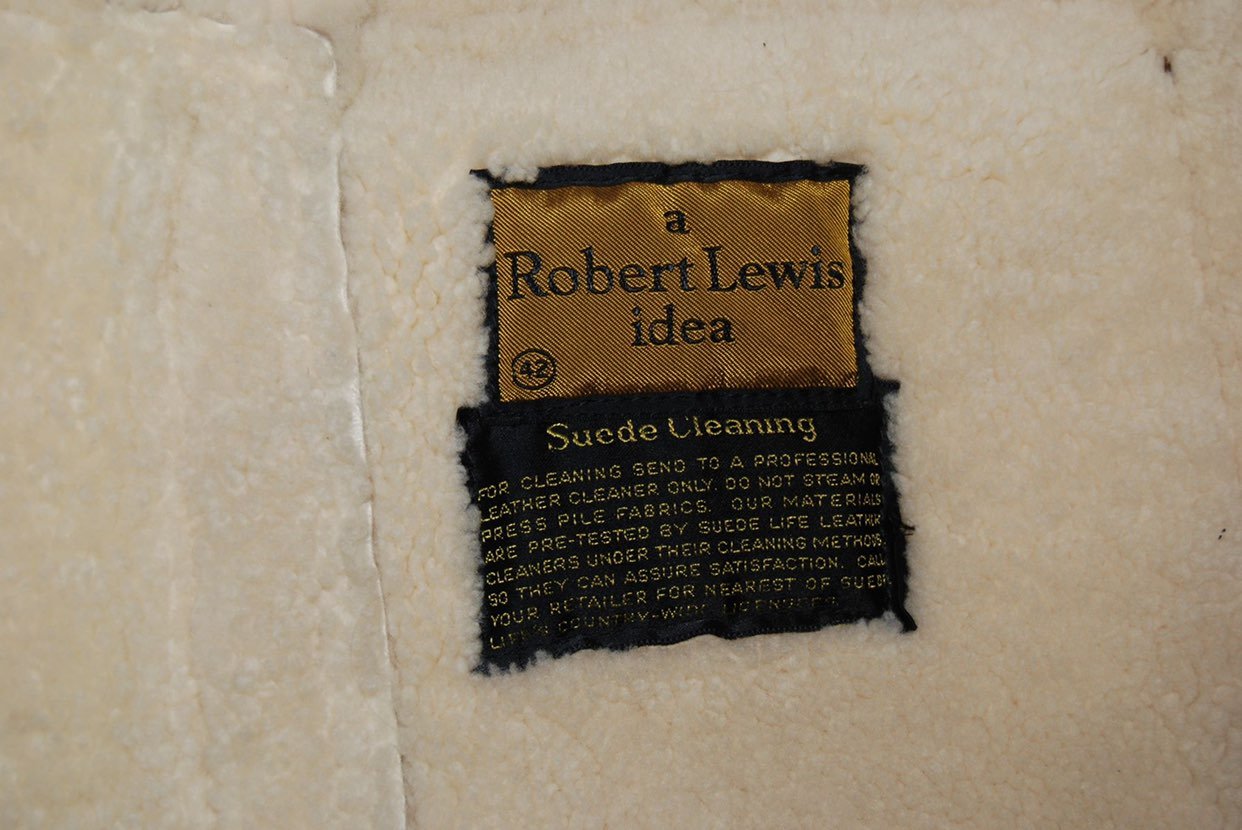 a
Robert Lewis
idea
42
Suede Cleaning
FOR CLEANING SEND TO A PROFESSIONAL
LEATHER CLEANER ONLY. DO NOT STEAM OR
PRESS PILE FABRICS. OUR MATERIALS
ARE PRE-TESTED BY SUEDE LIFE LEATHER
CLEANERS UNDER THEIR CLEANING METHODS
SO THEY CAN ASSURE SATISFACTION. CALL
YOUR RETAILER FOR NEAREST OF SUEDE
COUNTRY-WIDE